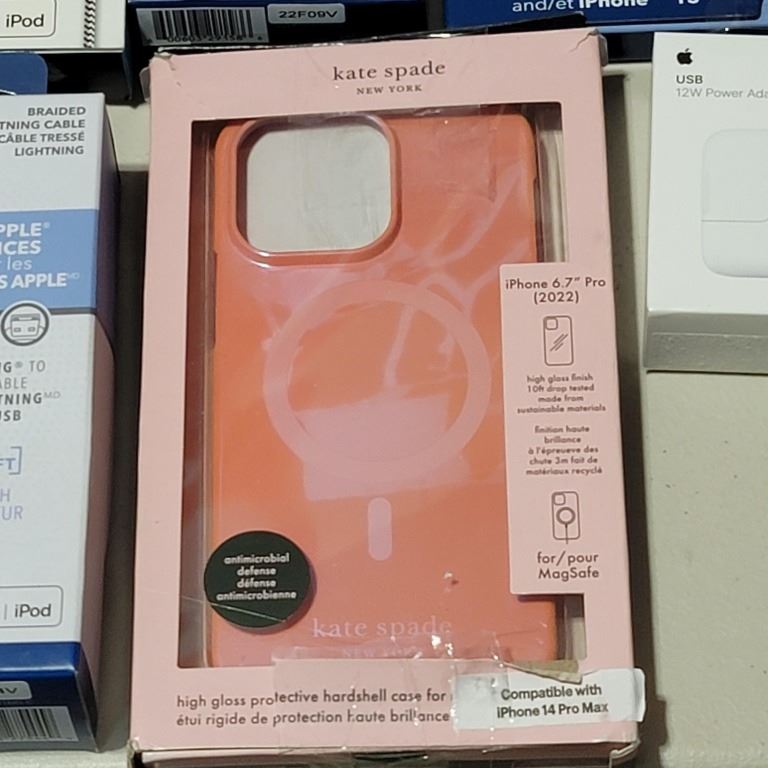 iPod
22F09V
and/et iPhone
BRAIDED
TNING CABLE
CÂBLE TRESSÉ
LIGHTNING
APPLE®
les
S APPLE MD
G® TO
ABLE
TNING MD
USB
FT
iPod
kate spade
NEW YORK
iPhone 6.7" Pro
(2022)
high gloss finish
10ft drop tested
made from
sustainable materials
finition haute
brillance
à l'épreuve des
chute 3m fait de
matériaux recyclé
for/pour
MagSafe
antimicrobial
defense
défense
antimicrobienne
kate spade
NEW YORK
high gloss protective hardshell case for
étui rigide de protection haute brillance
Compatible with
iPhone 14 Pro Max
USB
12W Power Ada